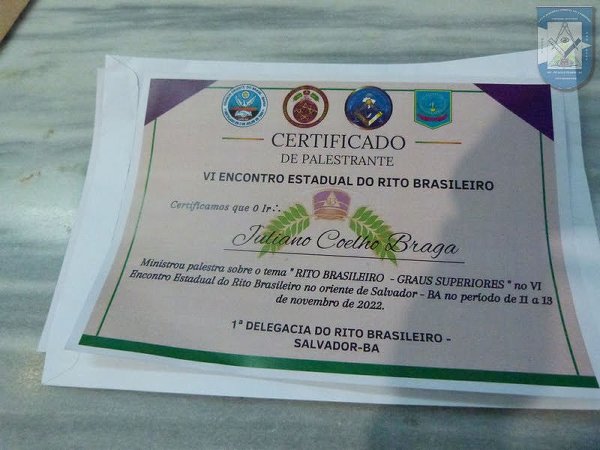 CERTIFICADO
DE PALESTRANTE
VI ENCONTRO ESTADUAL DO RITO BRASILEIRO
Certificamos que 0 Ir∴
Juliano Coelho Braga
Ministrou palestra sobre o tema " RITO BRASILEIRO - GRAUS SUPERIORES " no VI
Encontro Estadual do Rito Brasileiro no oriente de Salvador - BA no período de 11 a 13
de novembro de 2022.
1ª DELEGACIA DO RITO BRASILEIRO -
SALVADOR-BA